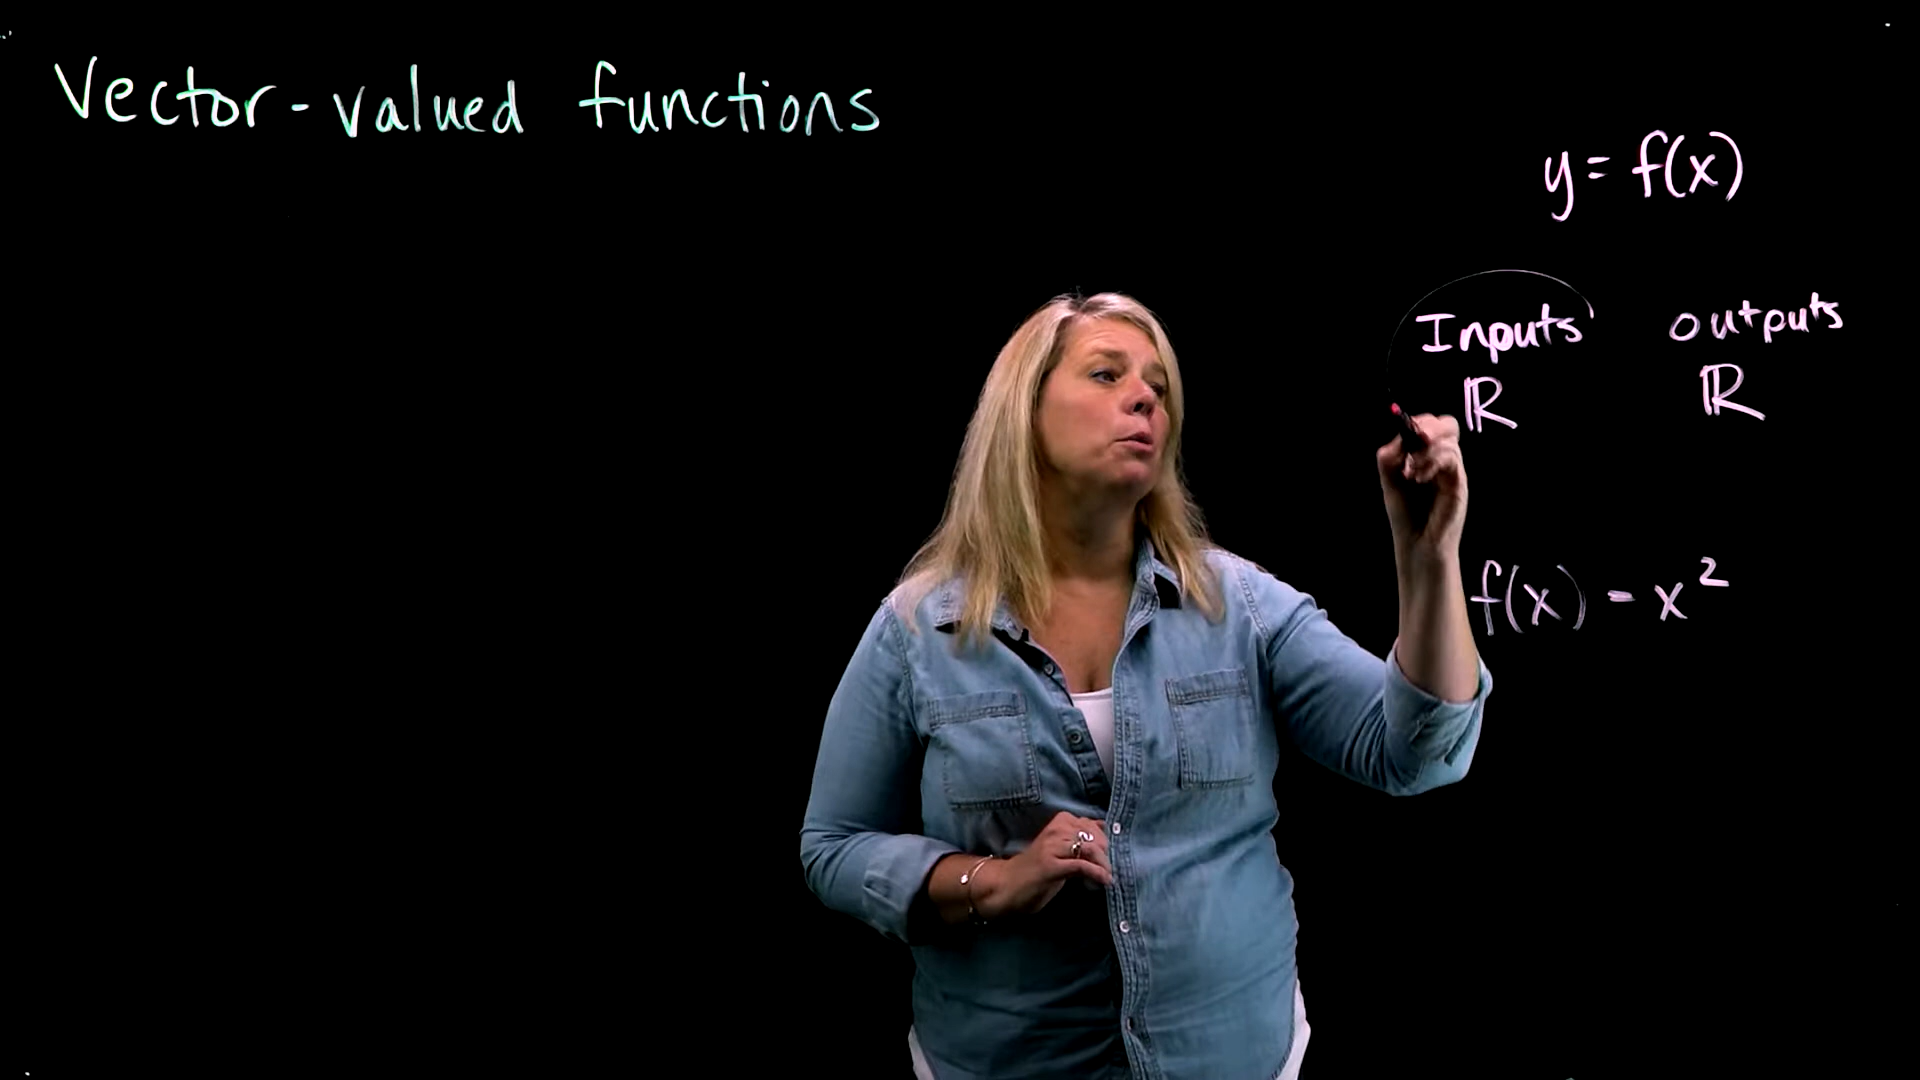 Vector-valued functions
y = f(x)
Inputs outputs
ℝ ℝ
f(x) = x²